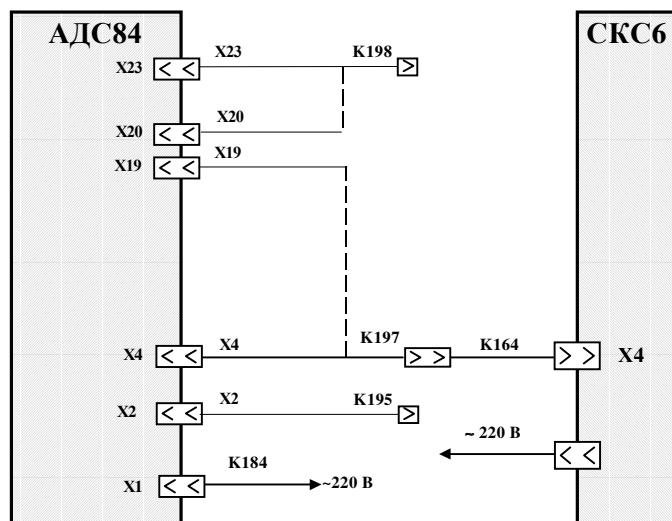 АДС84 СКС6
X23 X23 K198
X20 X20
X19 X19
X4 X4 K197 K164 X4
X2 X2 K195
~ 220 В
X1 K184 ~220 В